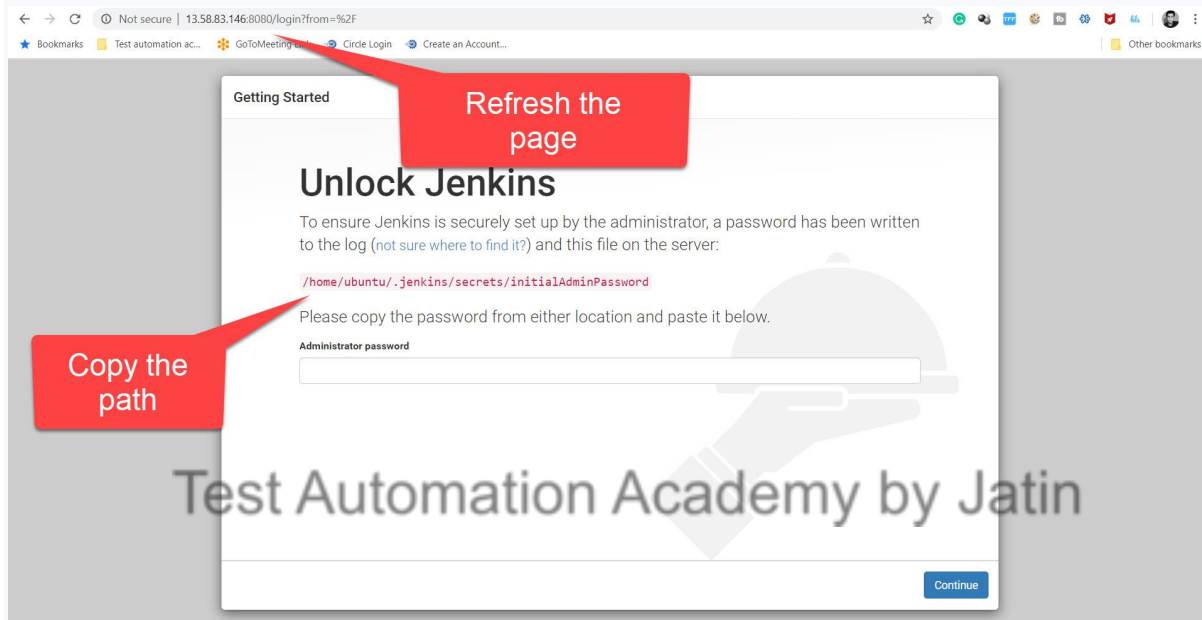 Not secure | 13.58.83.146:8080/login?from=%2F
Bookmarks Test automation ac... GoToMeeting Circle Login Create an Account... Other bookmarks
Getting Started
Refresh the
page
Unlock Jenkins
To ensure Jenkins is securely set up by the administrator, a password has been written
to the log (not sure where to find it?) and this file on the server:
/home/ubuntu/.jenkins/secrets/initialAdminPassword
Please copy the password from either location and paste it below.
Copy the
path
Administrator password
Test Automation Academy by Jatin
Continue